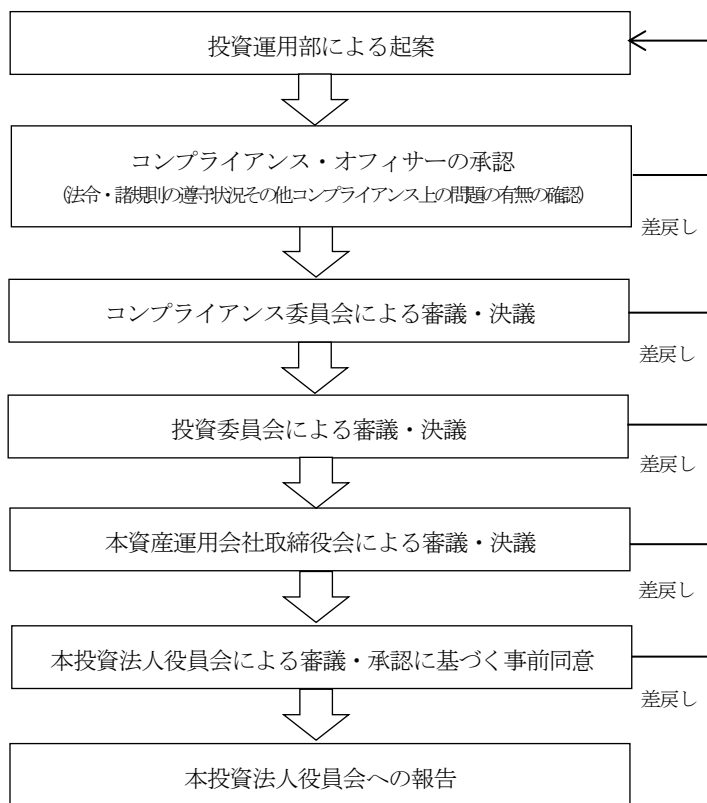 投資運用部による起案
コンプライアンス・オフィサーの承認
(法令・諸規則の遵守状況その他コンプライアンス上の問題の有無の確認)
差戻し
コンプライアンス委員会による審議・決議
差戻し
投資委員会による審議・決議
差戻し
本資産運用会社取締役会による審議・決議
差戻し
本投資法人役員会による審議・承認に基づく事前同意
差戻し
本投資法人役員会への報告